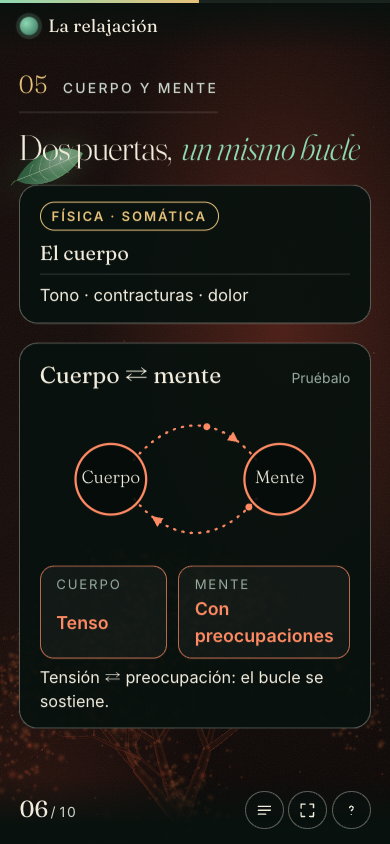 La relajación
05 CUERPO Y MENTE
Dos puertas, un mismo bucle
FÍSICA · SOMÁTICA
El cuerpo
Tono · contracturas · dolor
Cuerpo ⇄ mente
Pruébalo
Cuerpo
Mente
CUERPO
Tenso
MENTE
Con
preocupaciones
Tensión ⇄ preocupación: el bucle se
sostiene.
06 / 10
?